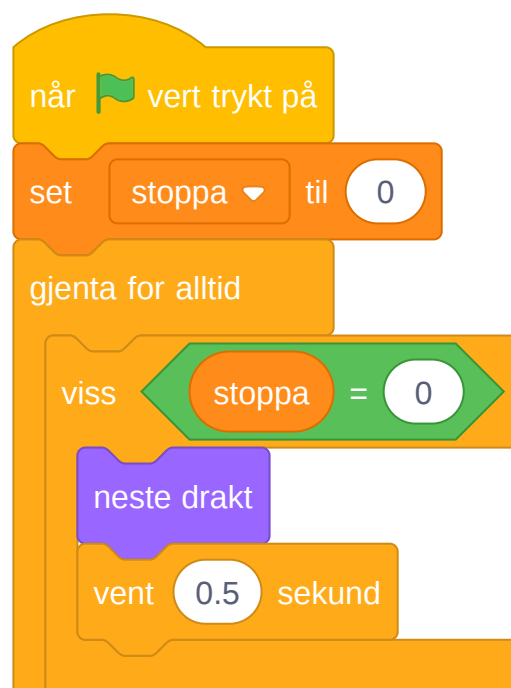 når vert trykt på
set stoppa til 0
gjenta for alltid
viss stoppa = 0
neste drakt
vent 0.5 sekund